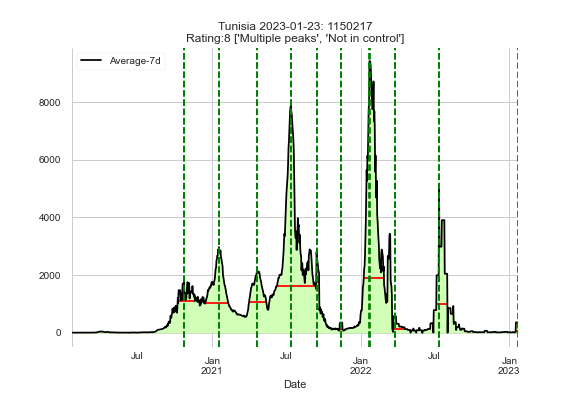 Tunisia 2023-01-23: 1150217
Rating:8 ['Multiple peaks', 'Not in control']
Average-7d
8000
6000
4000
2000
0
Jul
Jan
2021
Jul
Jan
2022
Jul
Jan
2023
Date